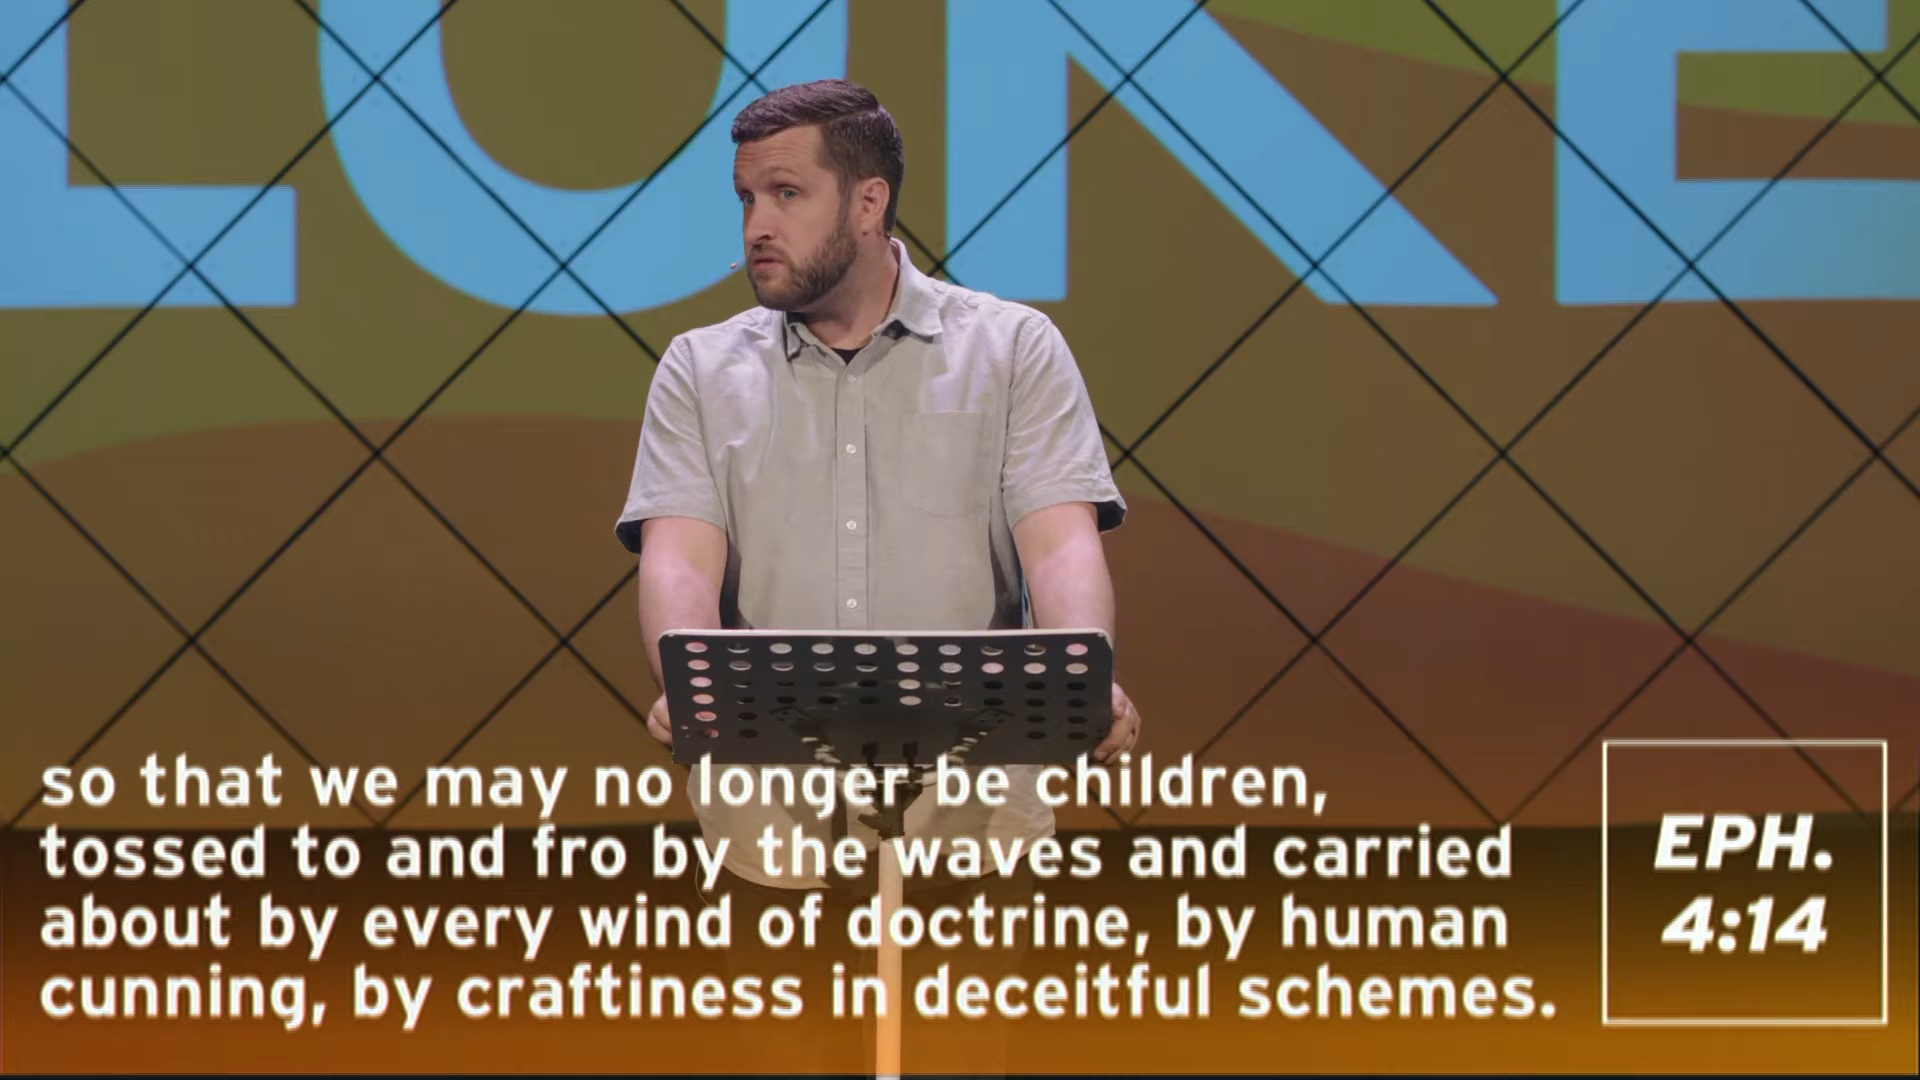 LUKE
so that we may no longer be children,
tossed to and fro by the waves and carried
about by every wind of doctrine, by human
cunning, by craftiness in deceitful schemes.
EPH.
4:14